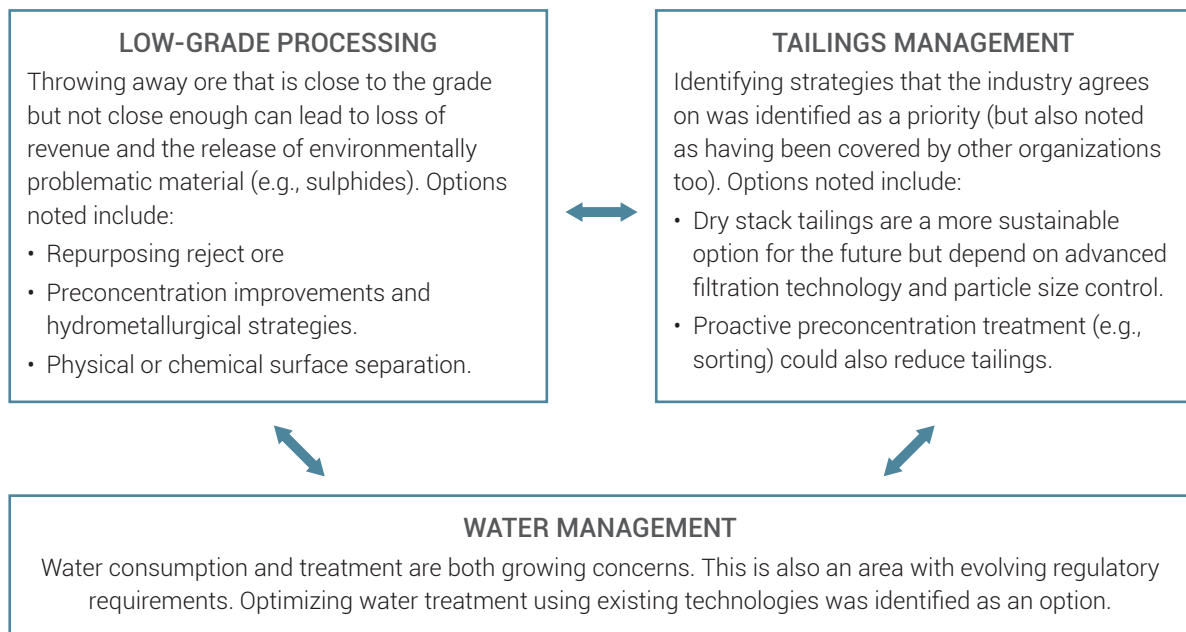 LOW-GRADE PROCESSING
Throwing away ore that is close to the grade
but not close enough can lead to loss of
revenue and the release of environmentally
problematic material (e.g., sulphides). Options
noted include:
• Repurposing reject ore
• Preconcentration improvements and
hydrometallurgical strategies.
• Physical or chemical surface separation.
TAILINGS MANAGEMENT
Identifying strategies that the industry agrees
on was identified as a priority (but also noted
as having been covered by other organizations
too). Options noted include:
• Dry stack tailings are a more sustainable
option for the future but depend on advanced
filtration technology and particle size control.
• Proactive preconcentration treatment (e.g.,
sorting) could also reduce tailings.
WATER MANAGEMENT
Water consumption and treatment are both growing concerns. This is also an area with evolving regulatory
requirements. Optimizing water treatment using existing technologies was identified as an option.